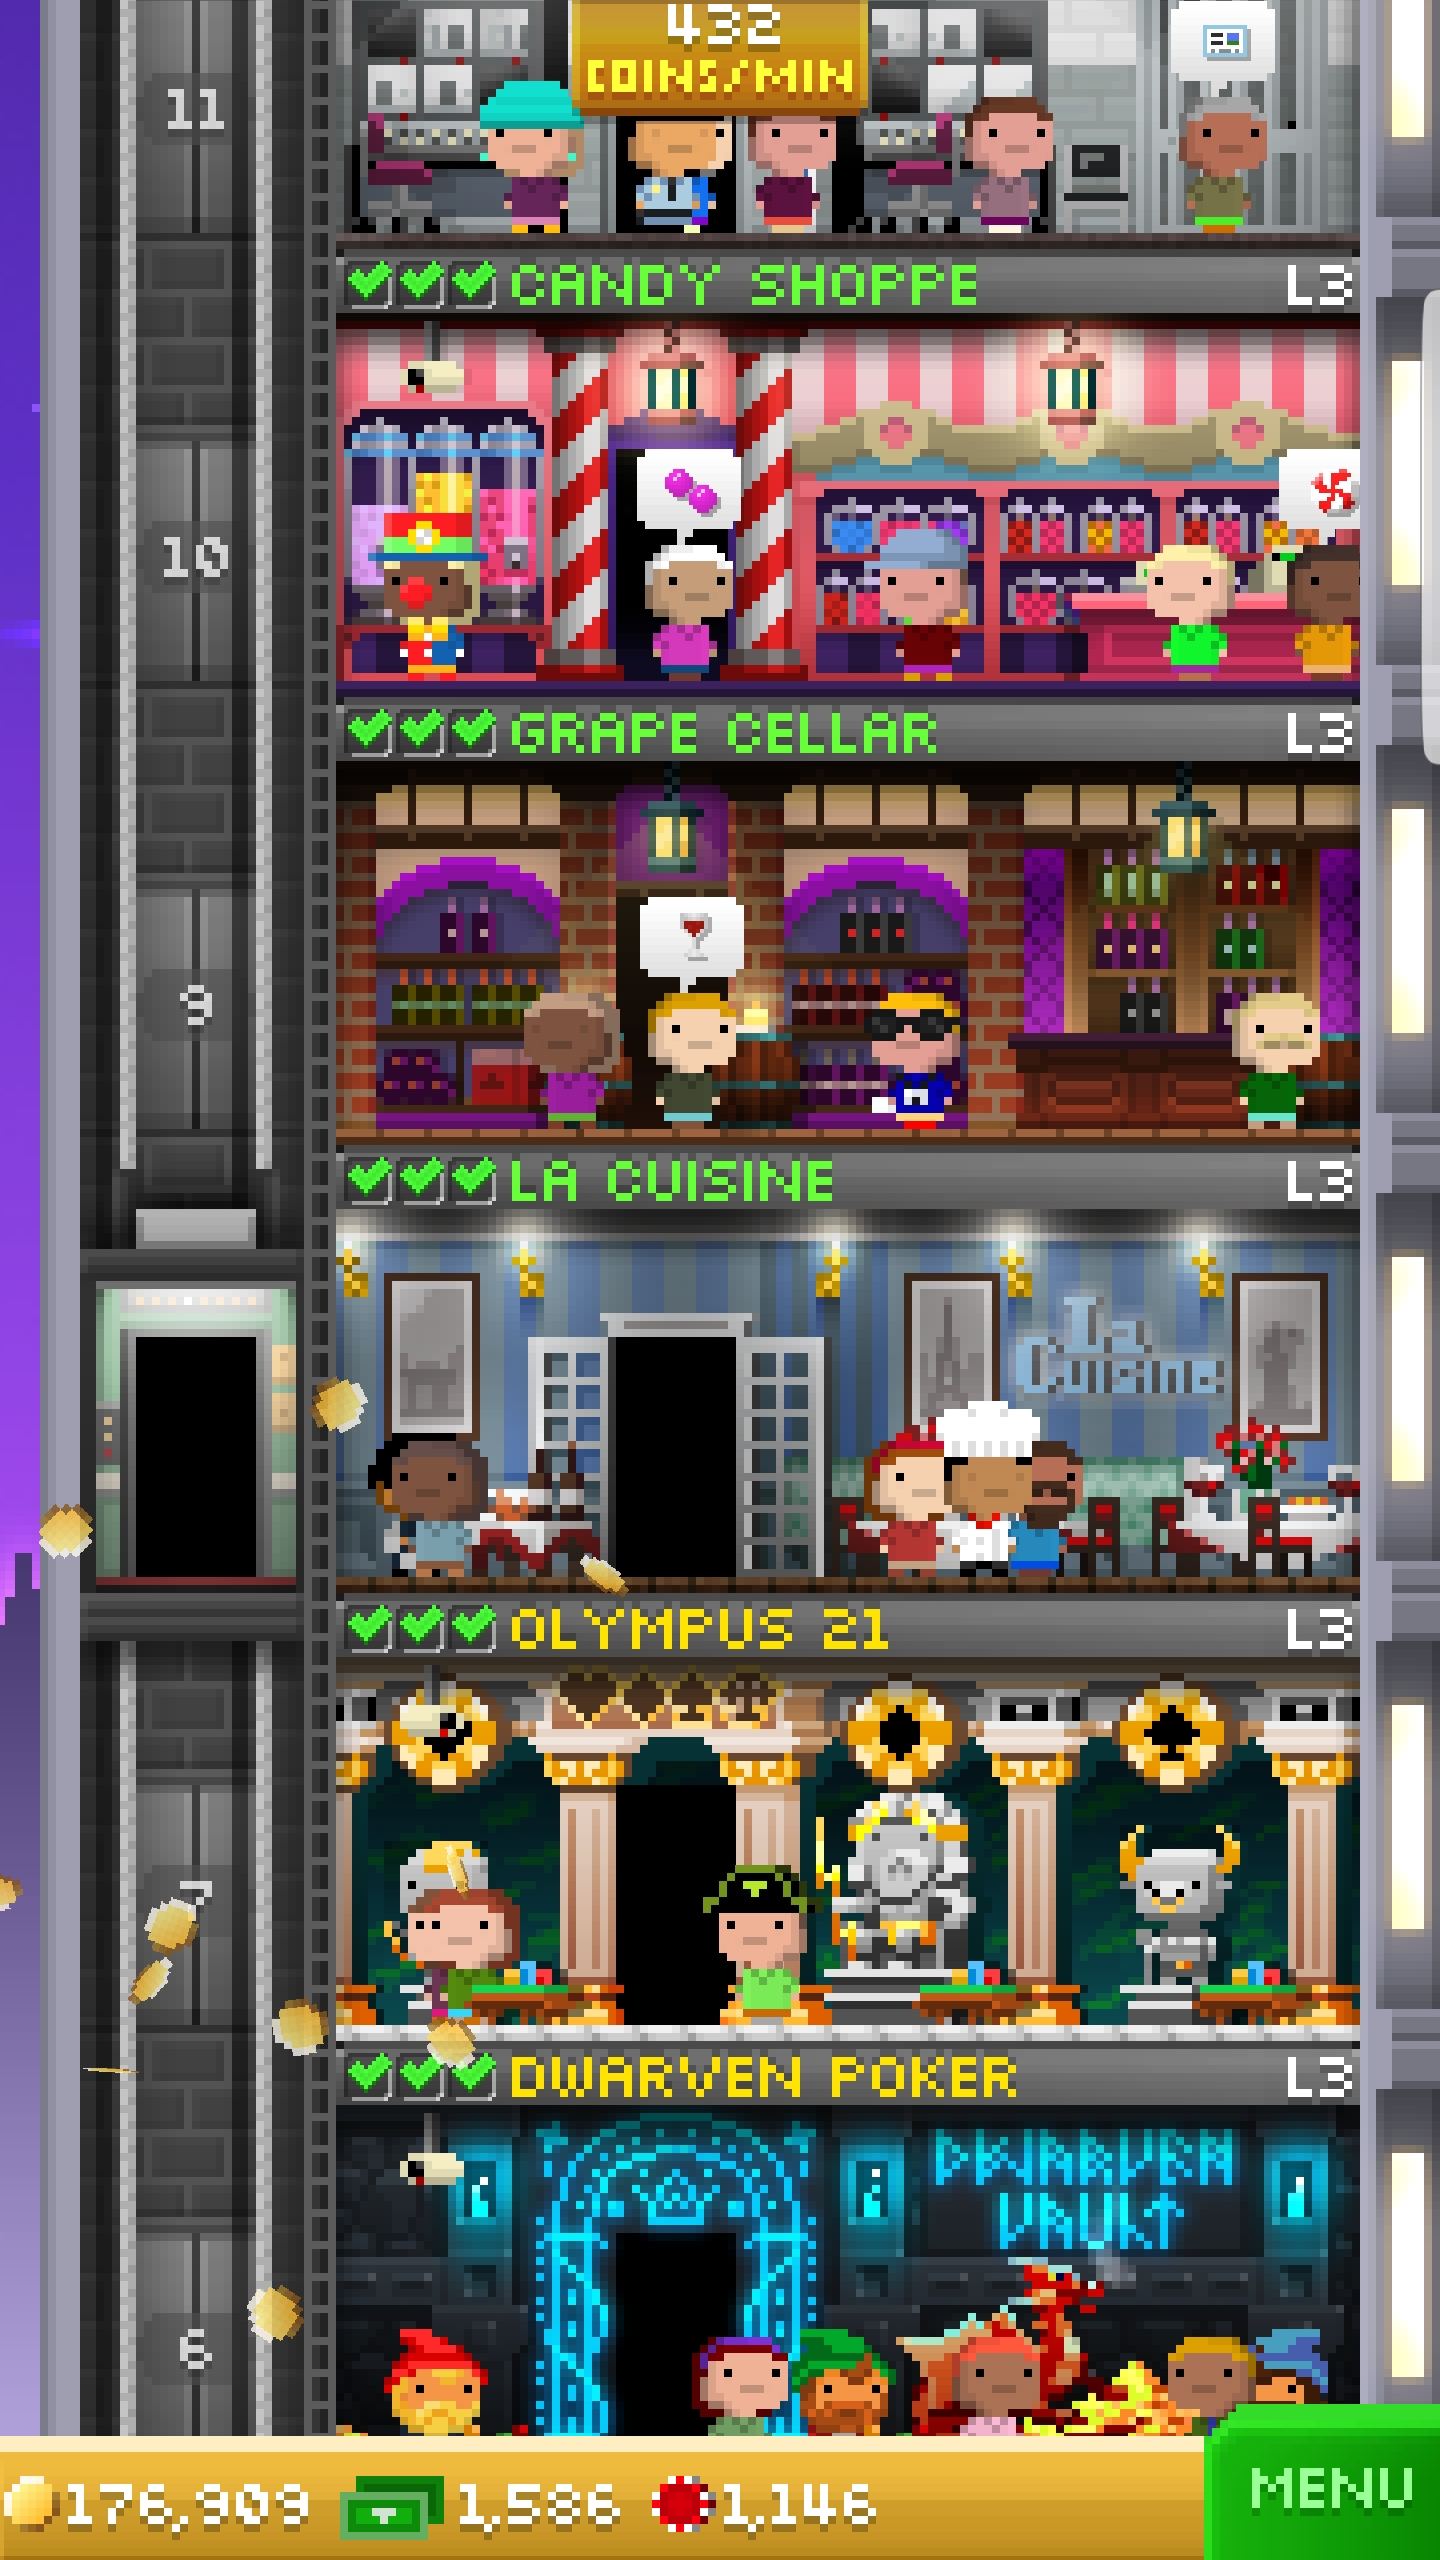 432
COINS/MIN
11
CANDY SHOPPE L3
10
GRAPE CELLAR L3
9
LA CUISINE L3
La
Cuisine
OLYMPUS 21 L3
7
DWARVEN POKER L3
DWARVEN
VAULT
6
176,909 1,586 1,146 MENU